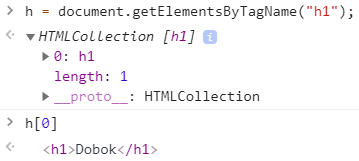 > h = document.getElementsByTagName("h1");
< ▼ HTMLCollection [h1] i
▶ 0: h1
length: 1
▶ __proto__: HTMLCollection
> h[0]
< <h1>Dobok</h1>